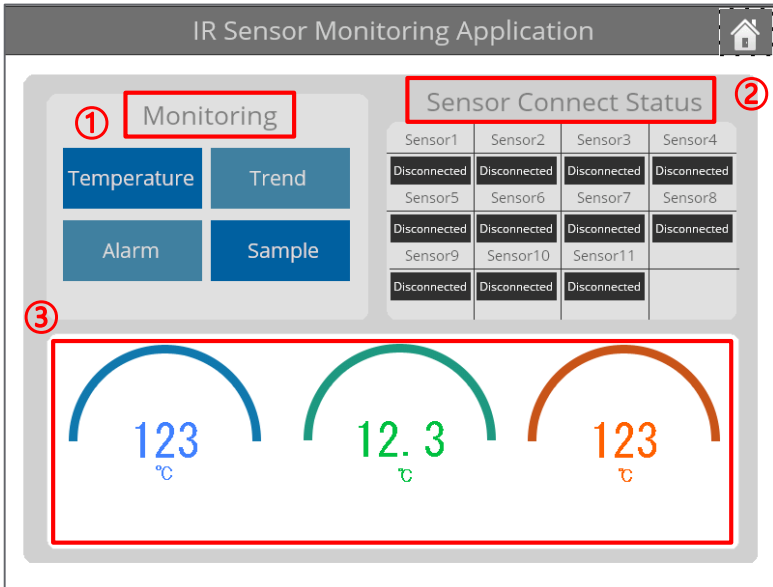 IR Sensor Monitoring Application
①
Monitoring
Temperature
Trend
Alarm
Sample
②
Sensor Connect Status
Sensor1 Sensor2 Sensor3 Sensor4
Disconnected Disconnected Disconnected Disconnected
Sensor5 Sensor6 Sensor7 Sensor8
Disconnected Disconnected Disconnected Disconnected
Sensor9 Sensor10 Sensor11
Disconnected Disconnected Disconnected
③
123
℃
12.3
℃
123
℃